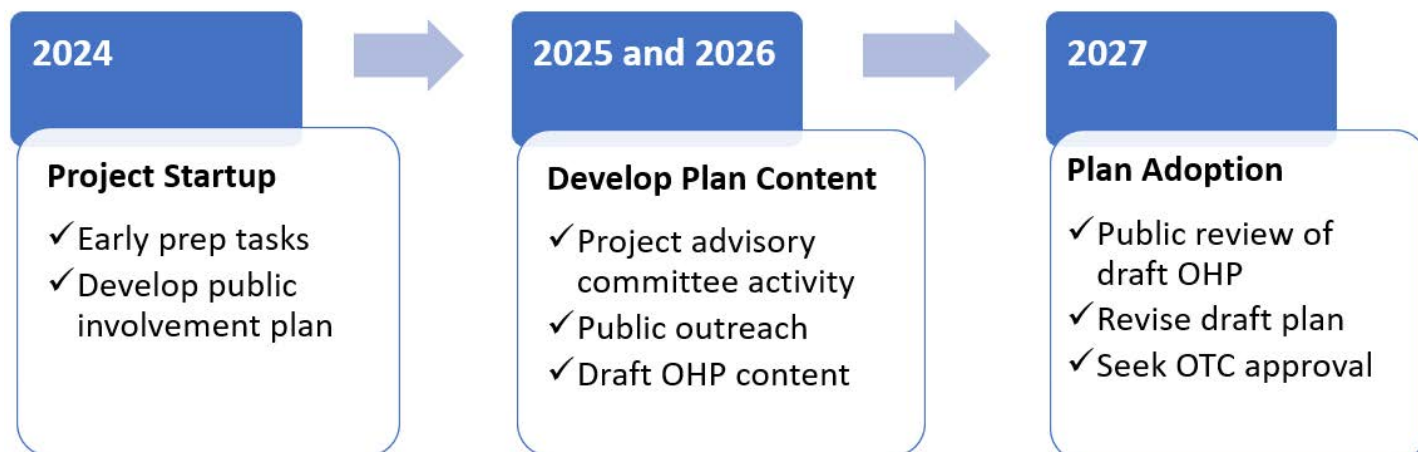 2024
Project Startup
✓Early prep tasks
✓Develop public
involvement plan
2025 and 2026
Develop Plan Content
✓Project advisory
committee activity
✓Public outreach
✓Draft OHP content
2027
Plan Adoption
✓Public review of
draft OHP
✓Revise draft plan
✓Seek OTC approval